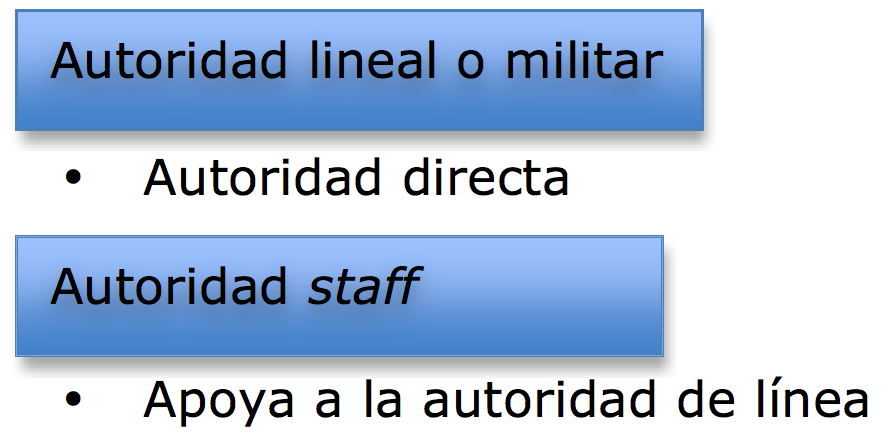 Autoridad lineal o militar
• Autoridad directa
Autoridad staff
• Apoya a la autoridad de línea